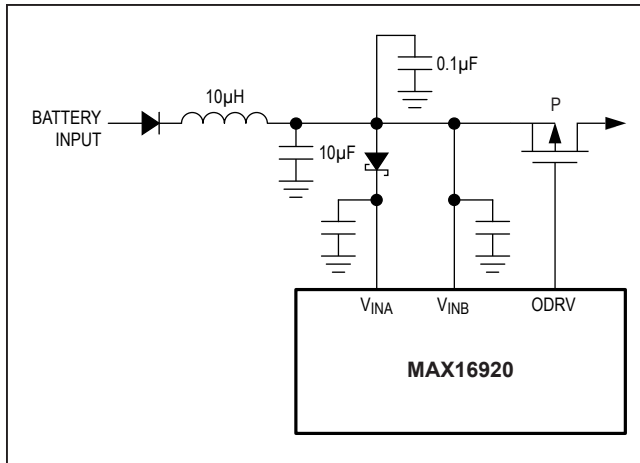 0.1µF
10µH
P
BATTERY
INPUT
10µF
VINA
VINB
ODRV
MAX16920